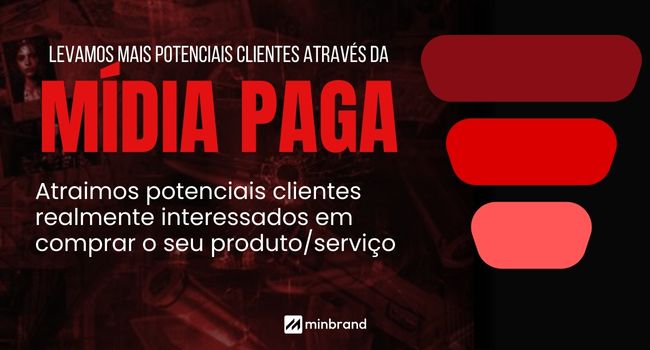 LEVAMOS MAIS POTENCIAIS CLIENTES ATRAVÉS DA
MÍDIA PAGA
Atraimos potenciais clientes
realmente interessados em
comprar o seu produto/serviço
minbrand